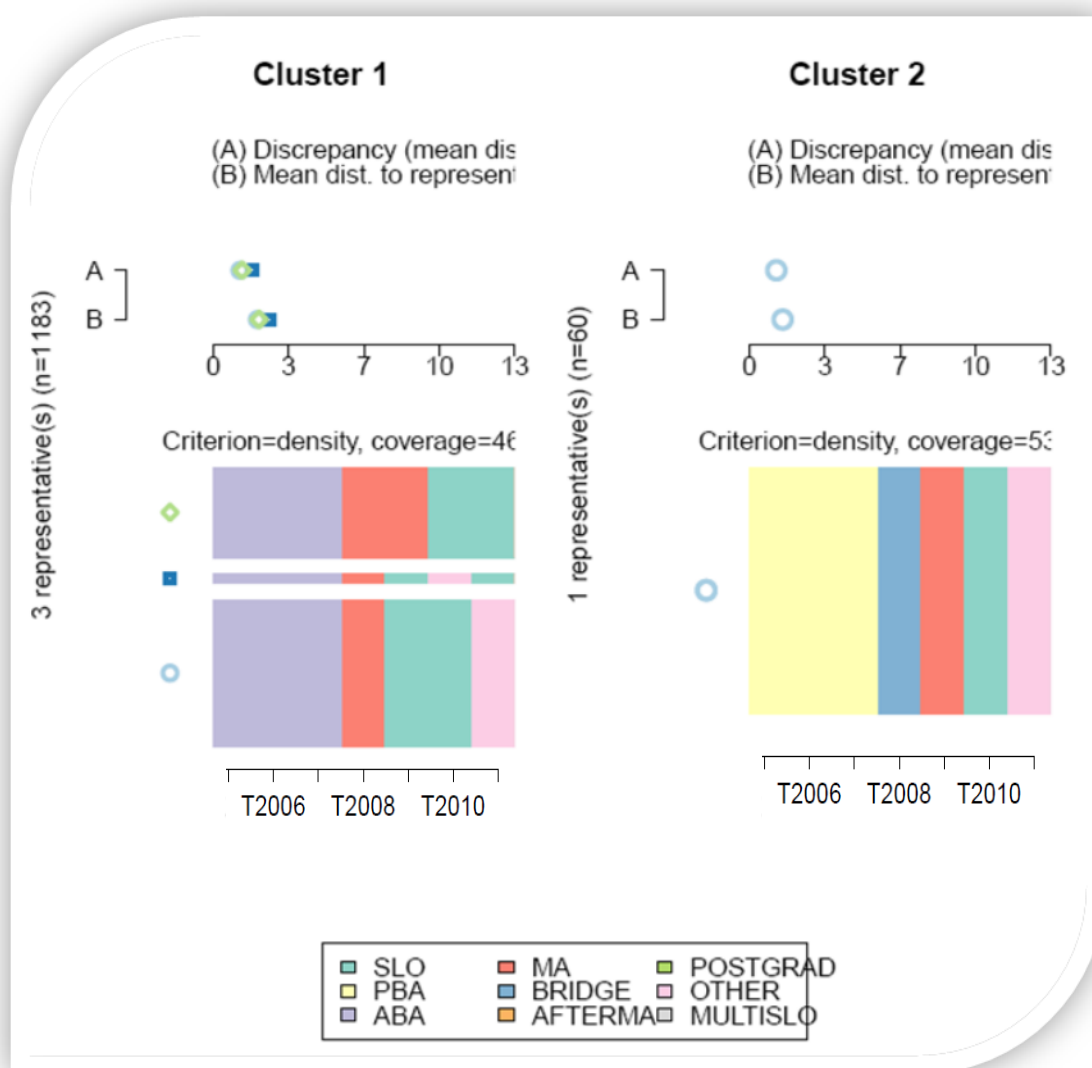 Cluster 1
(A) Discrepancy (mean dis
(B) Mean dist. to represent
A
B
0 3 7 10 13
3 representative(s) (n=1183)
Criterion=density, coverage=46
T2006 T2008 T2010
Cluster 2
(A) Discrepancy (mean dis
(B) Mean dist. to represent
A
B
0 3 7 10 13
1 representative(s) (n=60)
Criterion=density, coverage=53
T2006 T2008 T2010
SLO MA POSTGRAD
PBA BRIDGE OTHER
ABA AFTERMA MULTISLO